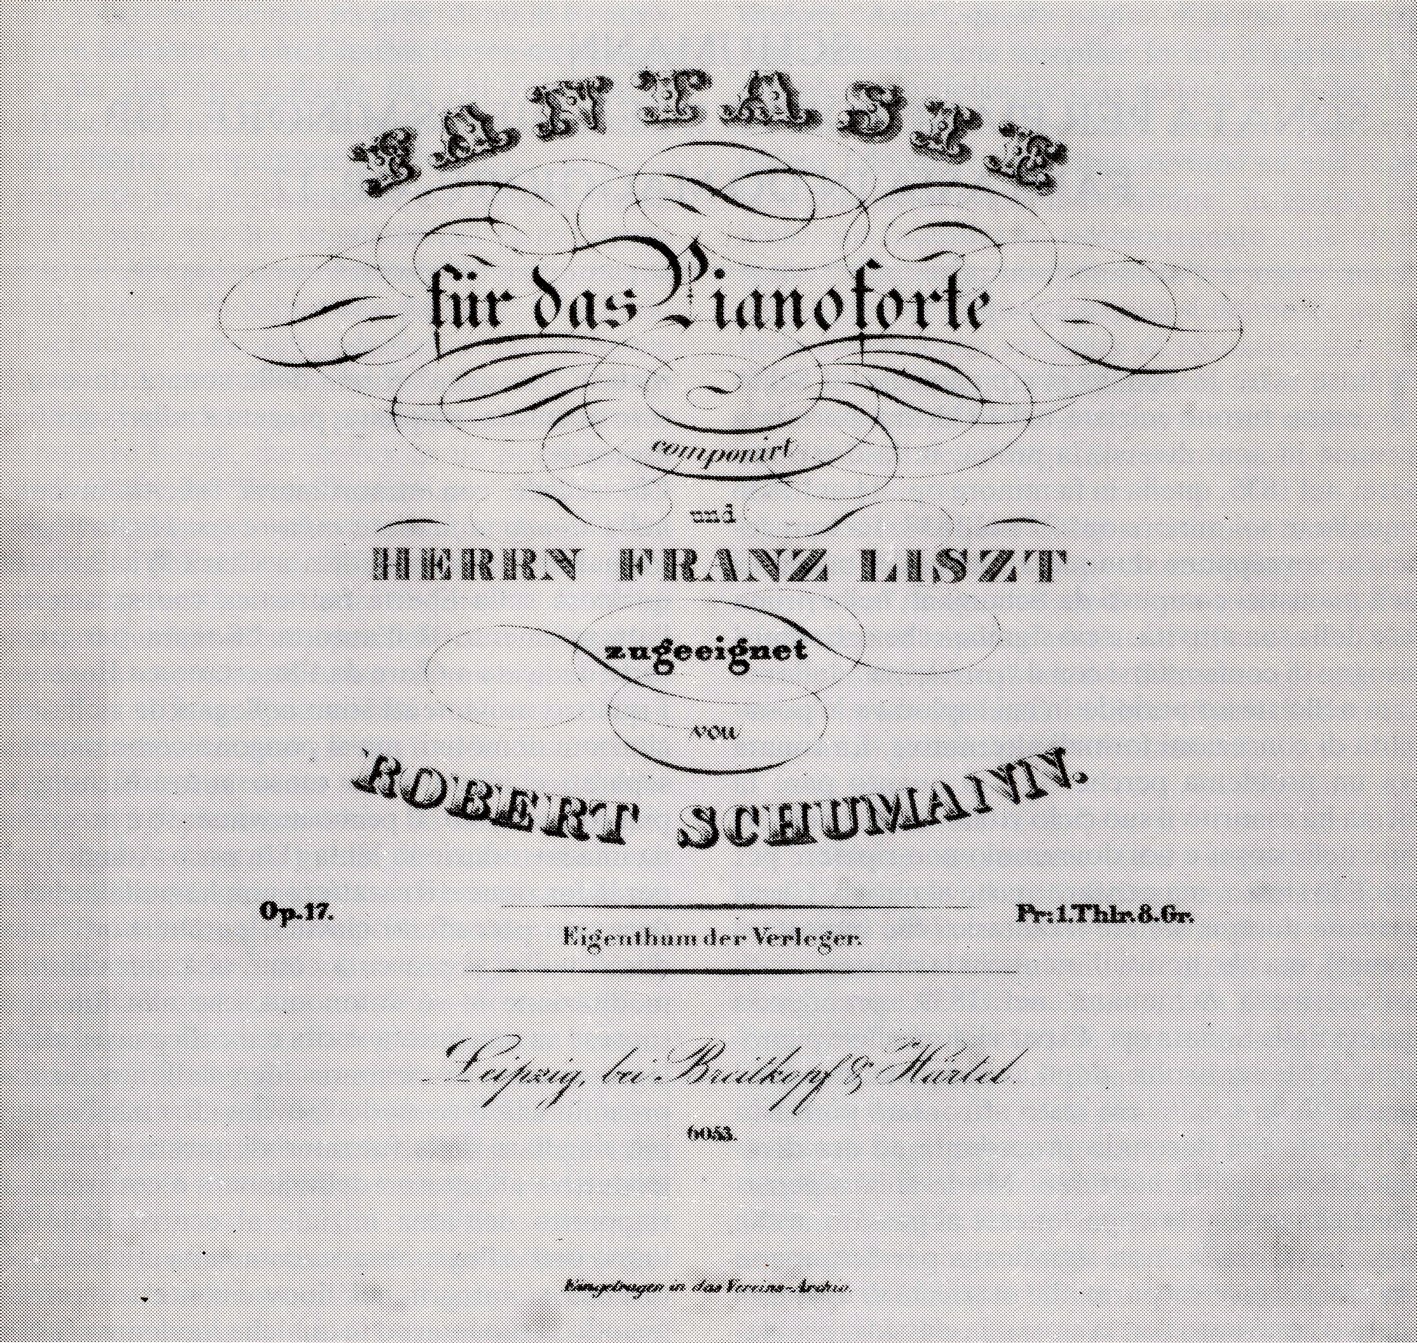 FANTASIE
für das Pianoforte
componirt
und
HERRN FRANZ LISZT
zugeeignet
von
ROBERT SCHUMANN.
Op.17.
Pr: 1.Thlr. 8.Gr.
Eigenthum der Verleger.
Leipzig, bei Breitkopf & Härtel.
6053.
Eingetragen in das Vereins-Archiv.